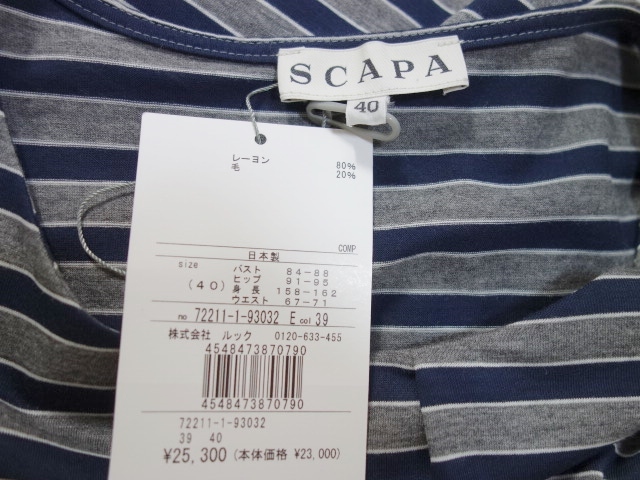 SCAPA
40
レーヨン 80%
毛 20%
COMP
日本製
size バスト 84-88
ヒップ 91-95
(40) 身長 158-162
ウエスト 67-71
no 72211-1-93032 E col 39
株式会社 ルック 0120-633-455
4548473870790
4548473870790
72211-1-93032
39 40
¥25,300 (本体価格 ¥23,000)